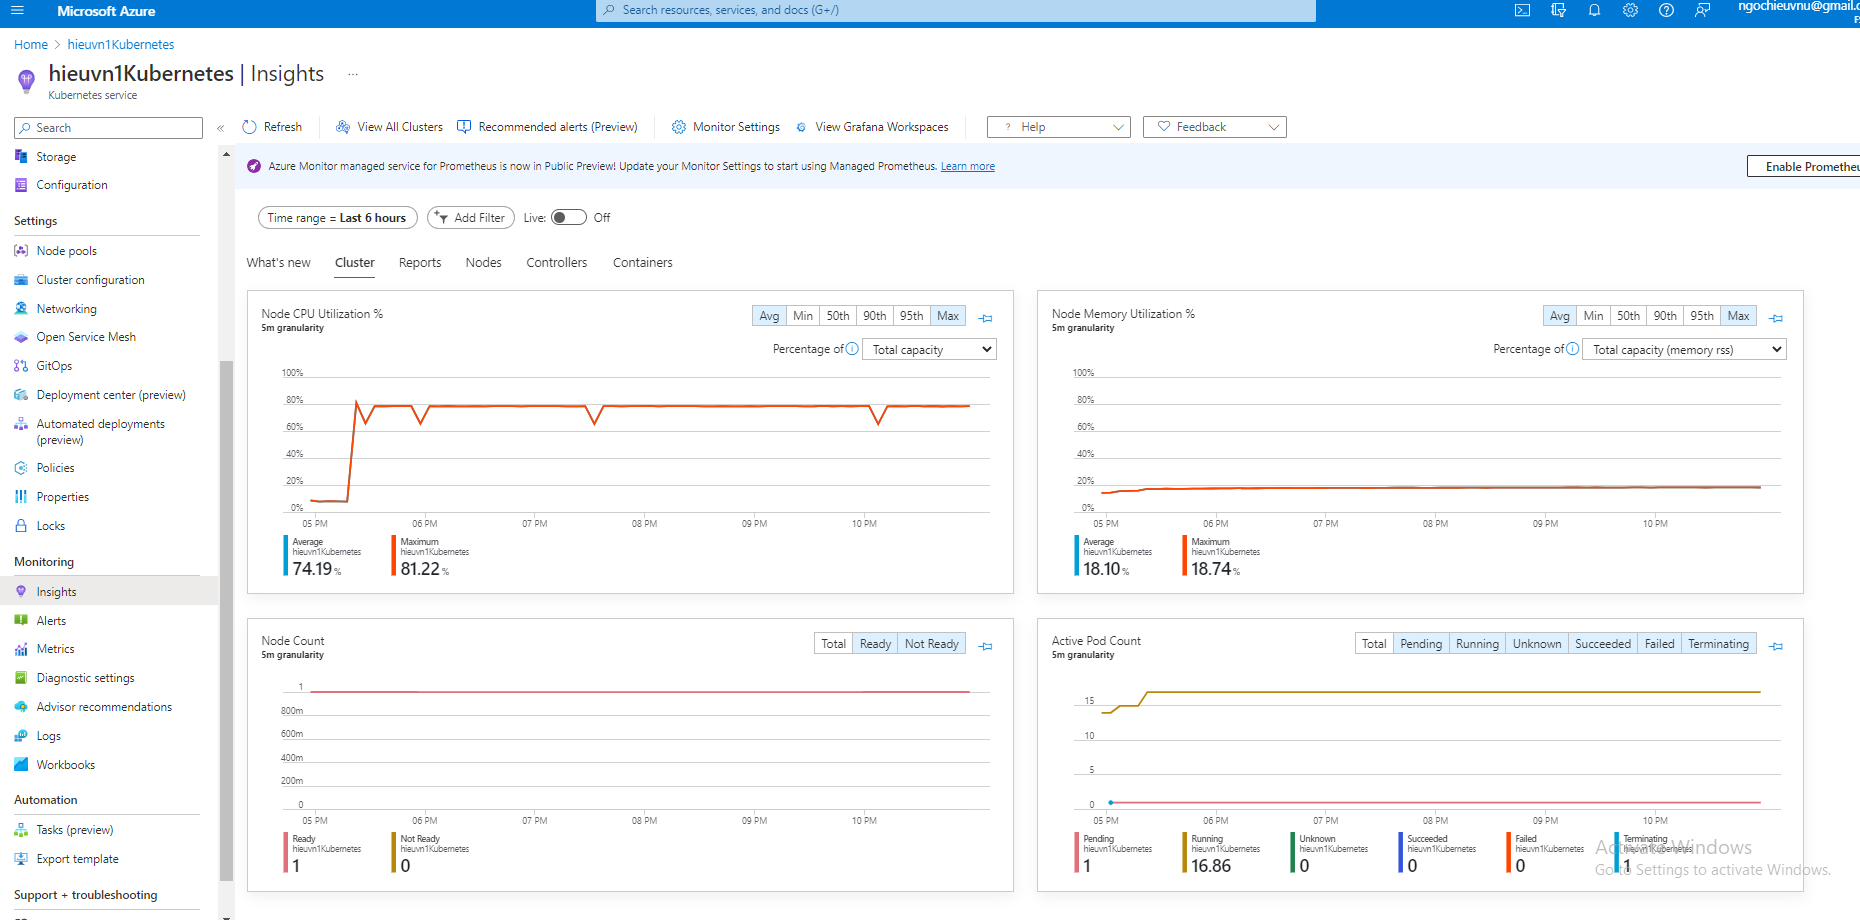 Microsoft Azure
Search resources, services, and docs (G+/)
ngochieuvnu@gmail.c
Home > hieuvn1Kubernetes
hieuvn1Kubernetes | Insights ...
Kubernetes service
Search
«
Refresh
View All Clusters
Recommended alerts (Preview)
Monitor Settings
View Grafana Workspaces
? Help
Feedback
Azure Monitor managed service for Prometheus is now in Public Preview! Update your Monitor Settings to start using Managed Prometheus. Learn more
Enable Prometheu
Storage
Configuration
Settings
Node pools
Cluster configuration
Networking
Open Service Mesh
GitOps
Deployment center (preview)
Automated deployments
(preview)
Policies
Properties
Locks
Monitoring
Insights
Alerts
Metrics
Diagnostic settings
Advisor recommendations
Logs
Workbooks
Automation
Tasks (preview)
Export template
Support + troubleshooting
Time range = Last 6 hours
Add Filter
Live:
Off
What's new
Cluster
Reports
Nodes
Controllers
Containers
Node CPU Utilization %
5m granularity
Avg Min 50th 90th 95th Max
Percentage of Total capacity
100%
80%
60%
40%
20%
0%
05 PM 06 PM 07 PM 08 PM 09 PM 10 PM
Average
hieuvn1Kubernetes
74.19 %
Maximum
hieuvn1Kubernetes
81.22 %
Node Memory Utilization %
5m granularity
Avg Min 50th 90th 95th Max
Percentage of Total capacity (memory rss)
100%
80%
60%
40%
20%
0%
05 PM 06 PM 07 PM 08 PM 09 PM 10 PM
Average
hieuvn1Kubernetes
18.10 %
Maximum
hieuvn1Kubernetes
18.74 %
Node Count
5m granularity
Total Ready Not Ready
1
800m
600m
400m
200m
0
05 PM 06 PM 07 PM 08 PM 09 PM 10 PM
Ready
hieuvn1Kubernetes
1
Not Ready
hieuvn1Kubernetes
0
Active Pod Count
5m granularity
Total Pending Running Unknown Succeeded Failed Terminating
15
10
5
0
05 PM 06 PM 07 PM 08 PM 09 PM 10 PM
Pending
hieuvn1Kubernetes
1
Running
hieuvn1Kubernetes
16.86
Unknown
hieuvn1Kubernetes
0
Succeeded
hieuvn1Kubernetes
0
Failed
hieuvn1Kubernetes
0
Terminating
hieuvn1Kubernetes
1
Activate Windows
Go to Settings to activate Windows.